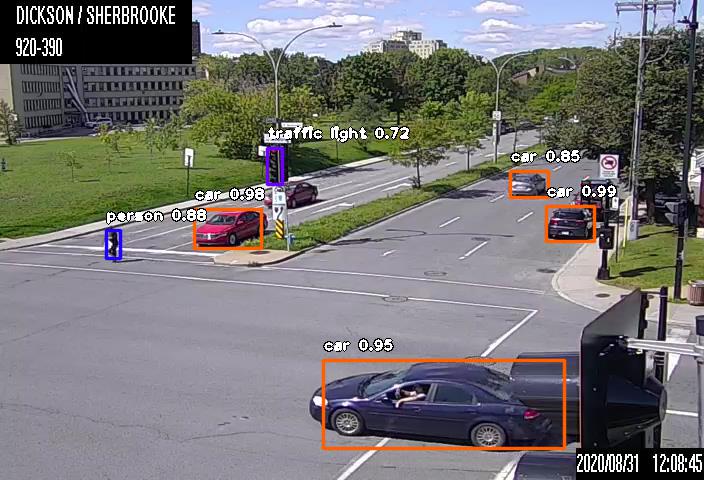 DICKSON / SHERBROOKE
920-390
traffic light 0.72
car 0.85
car 0.98
car 0.99
person 0.88
car 0.95
2020/08/31 12:08:45